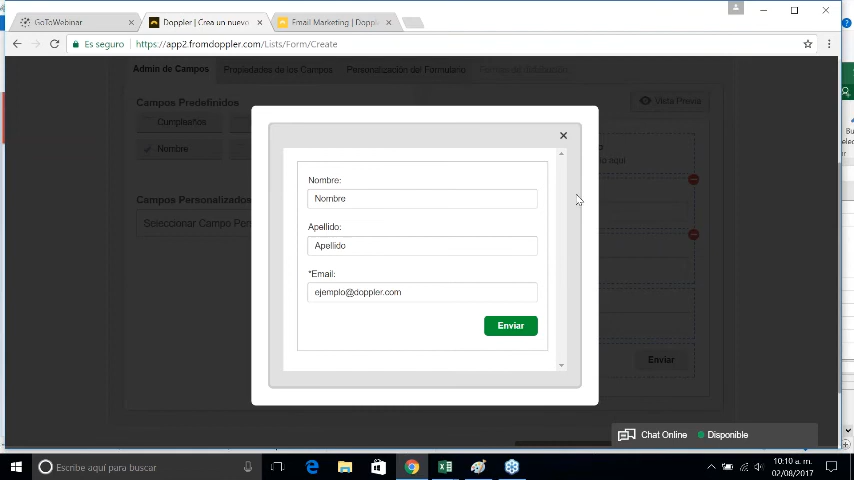 GoToWebinar
Doppler | Crea un nuevo
Email Marketing | Doppl
Es seguro
https://app2.fromdoppler.com/Lists/Form/Create
Admin de Campos
Propiedades de los Campos
Personalización del Formulario
Campos Predefinidos
Vista Previa
Cumpleaños
Nombre
aquí
Campos Personalizados
Seleccionar Campo Pers
Nombre:
Nombre
Apellido:
Apellido
*Email:
ejemplo@doppler.com
Enviar
Enviar
Chat Online
Disponible
Escribe aquí para buscar
10:10 a. m.
02/08/2017